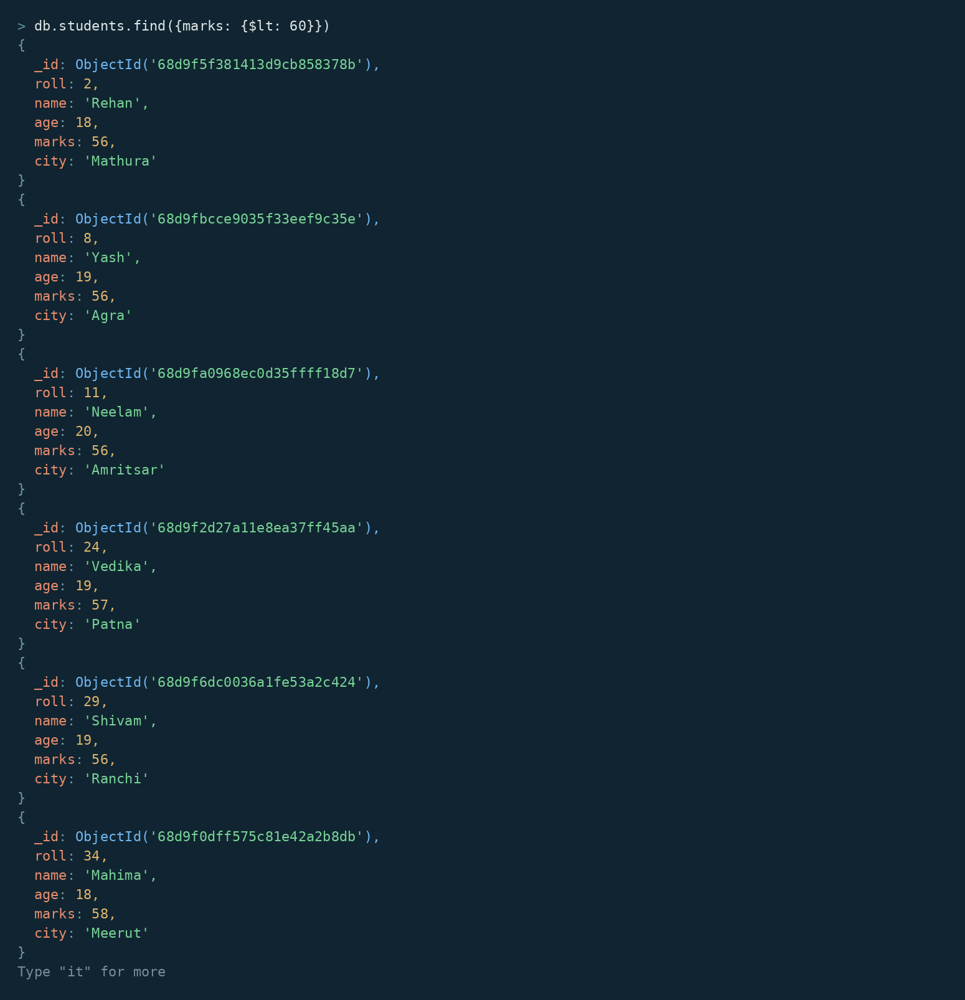 > db.students.find({marks: {$lt: 60}})
{
  _id: ObjectId('68d9f5f381413d9cb858378b'),
  roll: 2,
  name: 'Rehan',
  age: 18,
  marks: 56,
  city: 'Mathura'
}
{
  _id: ObjectId('68d9fbcce9035f33eef9c35e'),
  roll: 8,
  name: 'Yash',
  age: 19,
  marks: 56,
  city: 'Agra'
}
{
  _id: ObjectId('68d9fa0968ec0d35ffff18d7'),
  roll: 11,
  name: 'Neelam',
  age: 20,
  marks: 56,
  city: 'Amritsar'
}
{
  _id: ObjectId('68d9f2d27a11e8ea37ff45aa'),
  roll: 24,
  name: 'Vedika',
  age: 19,
  marks: 57,
  city: 'Patna'
}
{
  _id: ObjectId('68d9f6dc0036a1fe53a2c424'),
  roll: 29,
  name: 'Shivam',
  age: 19,
  marks: 56,
  city: 'Ranchi'
}
{
  _id: ObjectId('68d9f0dff575c81e42a2b8db'),
  roll: 34,
  name: 'Mahima',
  age: 18,
  marks: 58,
  city: 'Meerut'
}
Type "it" for more